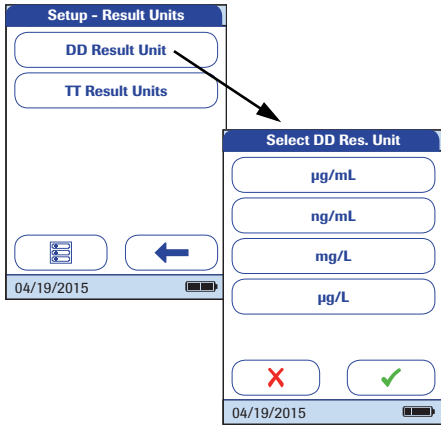 Setup - Result Units
DD Result Unit
TT Result Units
04/19/2015
Select DD Res. Unit
µg/mL
ng/mL
mg/L
µg/L
04/19/2015